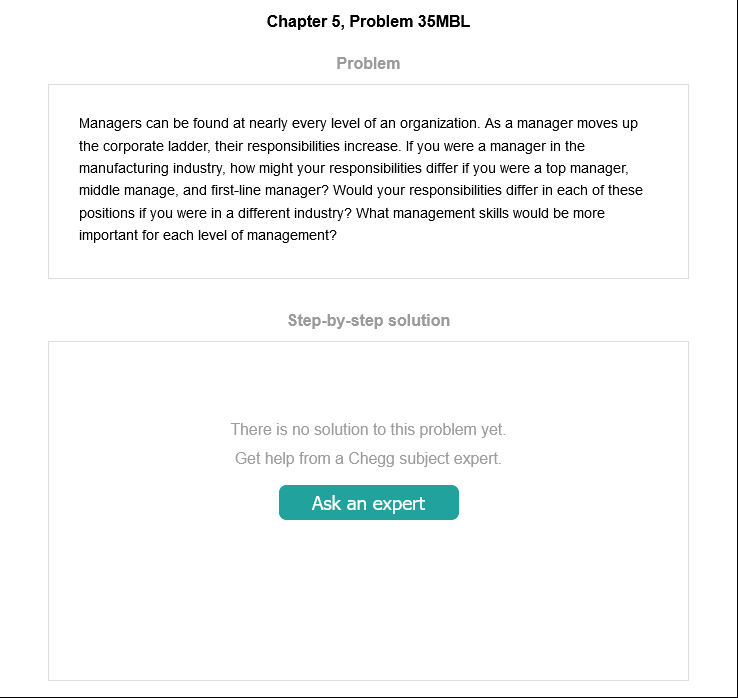 Chapter 5, Problem 35MBL
Problem
Managers can be found at nearly every level of an organization. As a manager moves up
the corporate ladder, their responsibilities increase. If you were a manager in the
manufacturing industry, how might your responsibilities differ if you were a top manager,
middle manage, and first-line manager? Would your responsibilities differ in each of these
positions if you were in a different industry? What management skills would be more
important for each level of management?
Step-by-step solution
There is no solution to this problem yet.
Get help from a Chegg subject expert.
Ask an expert